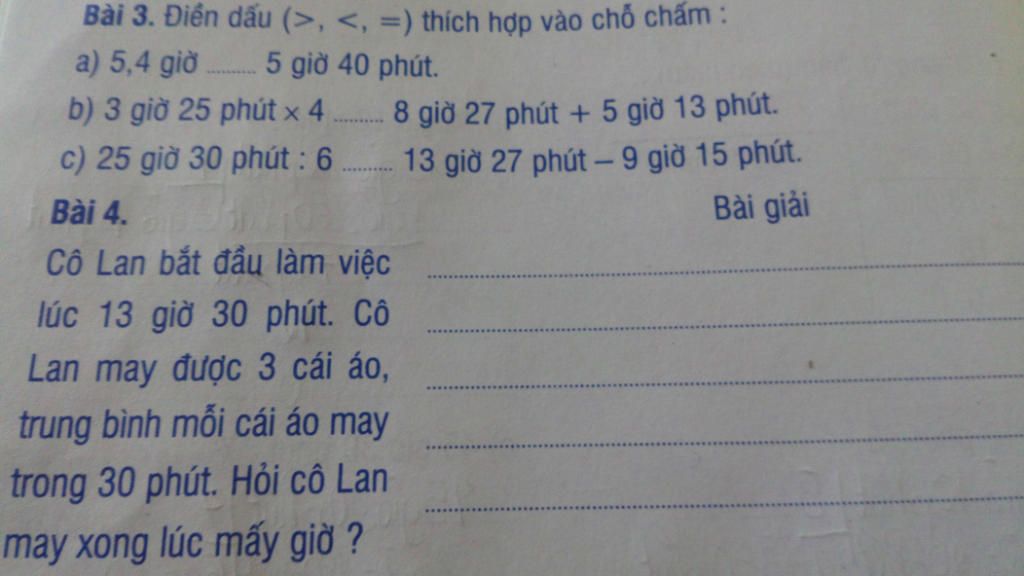 Bài 3. Điền dấu (>, <, =) thích hợp vào chỗ chấm :
a) 5,4 giờ .......... 5 giờ 40 phút.
b) 3 giờ 25 phút × 4 .......... 8 giờ 27 phút + 5 giờ 13 phút.
c) 25 giờ 30 phút : 6 .......... 13 giờ 27 phút – 9 giờ 15 phút.
Bài 4.
Bài giải
Cô Lan bắt đầu làm việc
lúc 13 giờ 30 phút. Cô
Lan may được 3 cái áo,
trung bình mỗi cái áo may
trong 30 phút. Hỏi cô Lan
may xong lúc mấy giờ ?